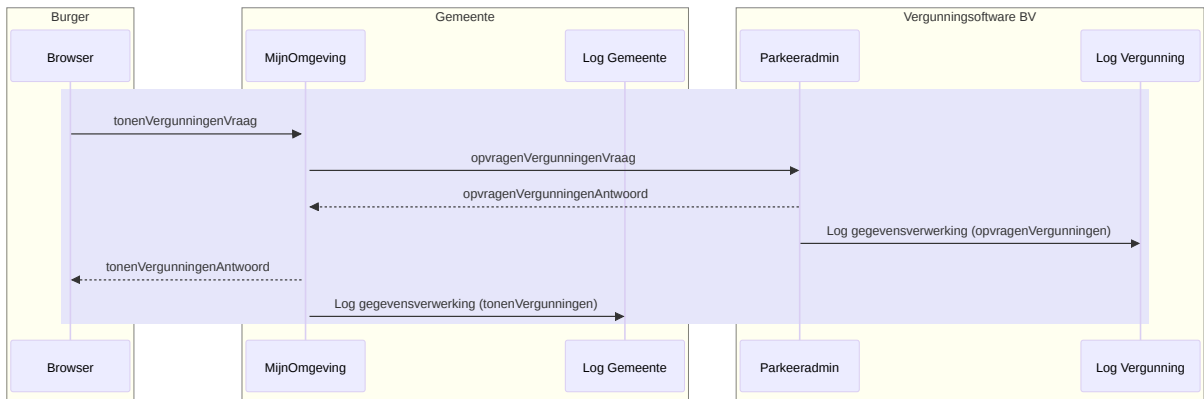 Burger
Gemeente
Vergunningsoftware BV
Browser
MijnOmgeving
Log Gemeente
Parkeeradmin
Log Vergunning
tonenVergunningenVraag
opvragenVergunningenVraag
opvragenVergunningenAntwoord
Log gegevensverwerking (opvragenVergunningen)
tonenVergunningenAntwoord
Log gegevensverwerking (tonenVergunningen)
Browser
MijnOmgeving
Log Gemeente
Parkeeradmin
Log Vergunning